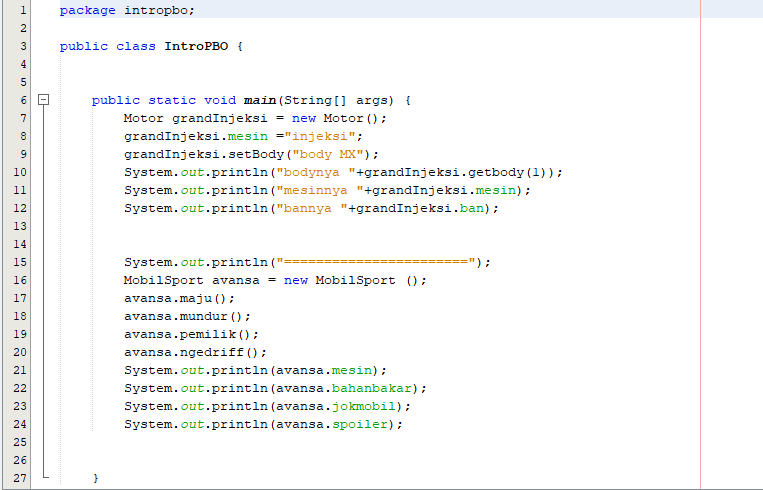 1 package intropbo;
2
3 public class IntroPBO {
4
5
6 public static void main(String[] args) {
7 Motor grandInjeksi = new Motor();
8 grandInjeksi.mesin ="injeksi";
9 grandInjeksi.setBody("body MX");
10 System.out.println("bodynya "+grandInjeksi.getbody(1));
11 System.out.println("mesinnya "+grandInjeksi.mesin);
12 System.out.println("bannya "+grandInjeksi.ban);
13
14
15 System.out.println("=======================");
16 MobilSport avansa = new MobilSport ();
17 avansa.maju();
18 avansa.mundur();
19 avansa.pemilik();
20 avansa.ngedriff();
21 System.out.println(avansa.mesin);
22 System.out.println(avansa.bahanbakar);
23 System.out.println(avansa.jokmobil);
24 System.out.println(avansa.spoiler);
25
26
27 }